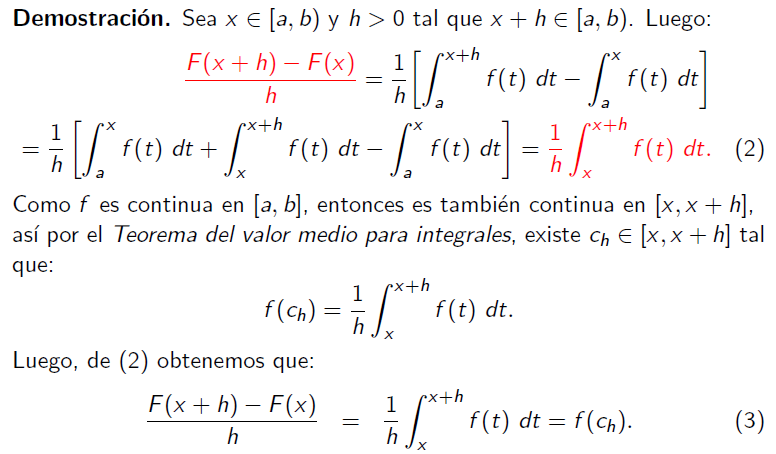 Demostración. Sea $x \in [a, b)$ y $h > 0$ tal que $x + h \in [a, b)$. Luego:
$\frac{F(x+h) - F(x)}{h} = \frac{1}{h}\left[\int_a^{x+h} f(t)\ dt - \int_a^x f(t)\ dt\right]$
$= \frac{1}{h}\left[\int_a^x f(t)\ dt + \int_x^{x+h} f(t)\ dt - \int_a^x f(t)\ dt\right] = \frac{1}{h}\int_x^{x+h} f(t)\ dt.$ (2)
Como $f$ es continua en $[a, b]$, entonces es también continua en $[x, x + h]$,
así por el Teorema del valor medio para integrales, existe $c_h \in [x, x + h]$ tal
que:
$f(c_h) = \frac{1}{h}\int_x^{x+h} f(t)\ dt.$
Luego, de (2) obtenemos que:
$\frac{F(x+h) - F(x)}{h} = \frac{1}{h}\int_x^{x+h} f(t)\ dt = f(c_h).$ (3)